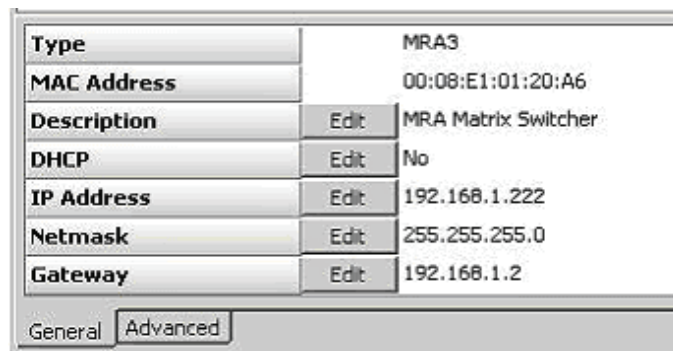 Type MRA3
MAC Address 00:08:E1:01:20:A6
Description Edit MRA Matrix Switcher
DHCP Edit No
IP Address Edit 192.168.1.222
Netmask Edit 255.255.255.0
Gateway Edit 192.168.1.2
General Advanced